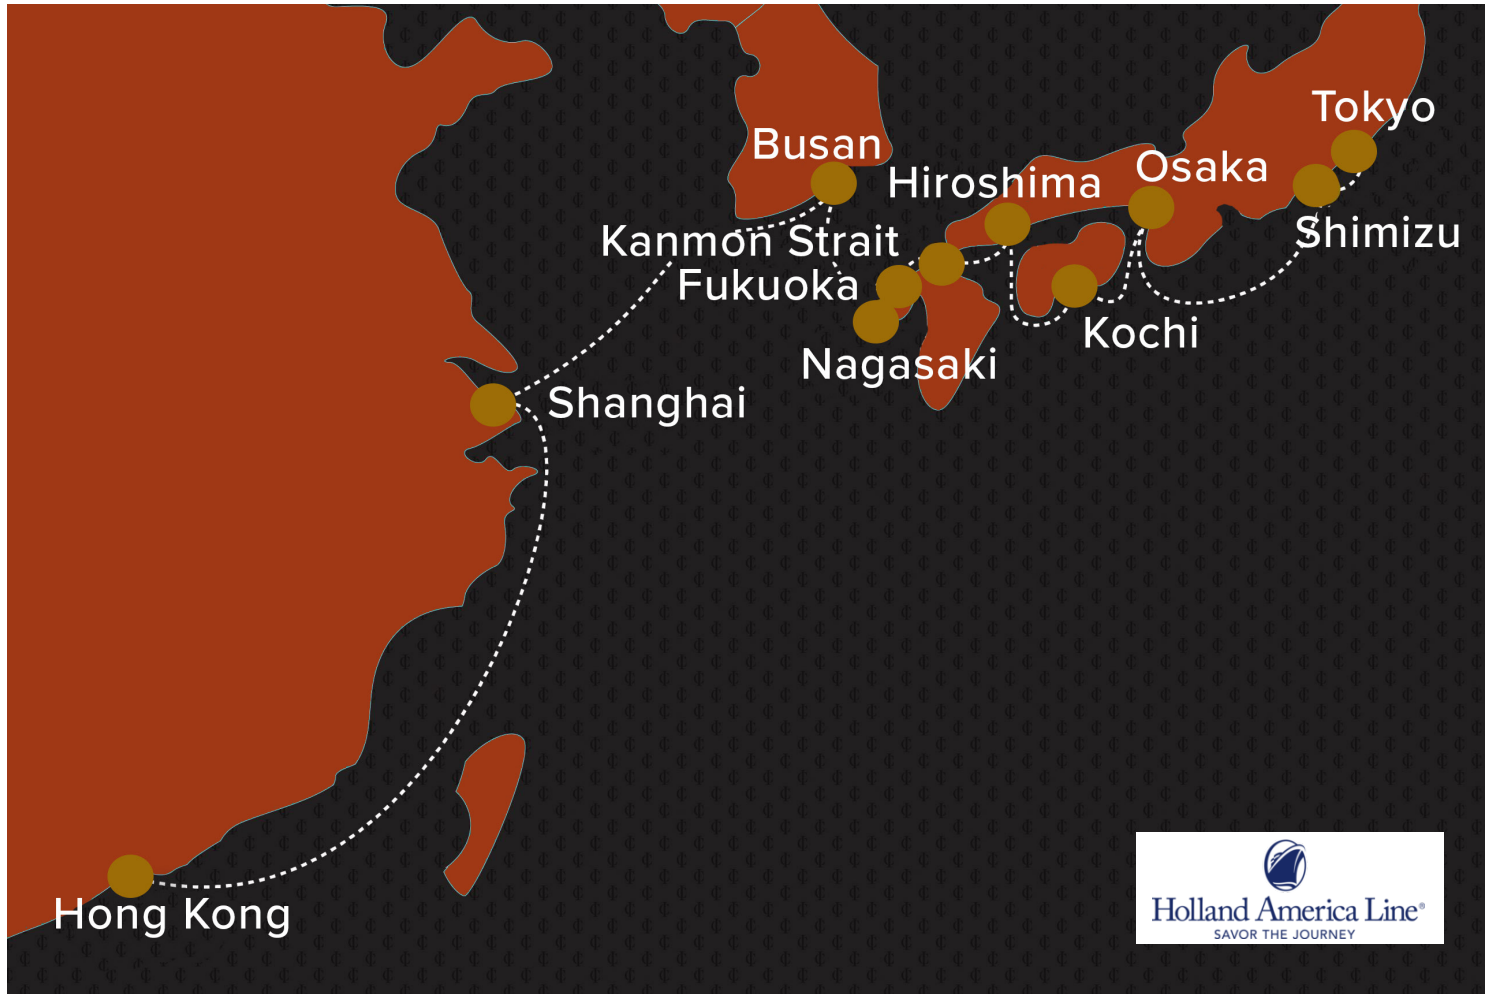 Tokyo
Busan
Osaka
Hiroshima
Shimizu
Kanmon Strait
Fukuoka
Kochi
Nagasaki
Shanghai
Hong Kong
Holland America Line®
SAVOR THE JOURNEY